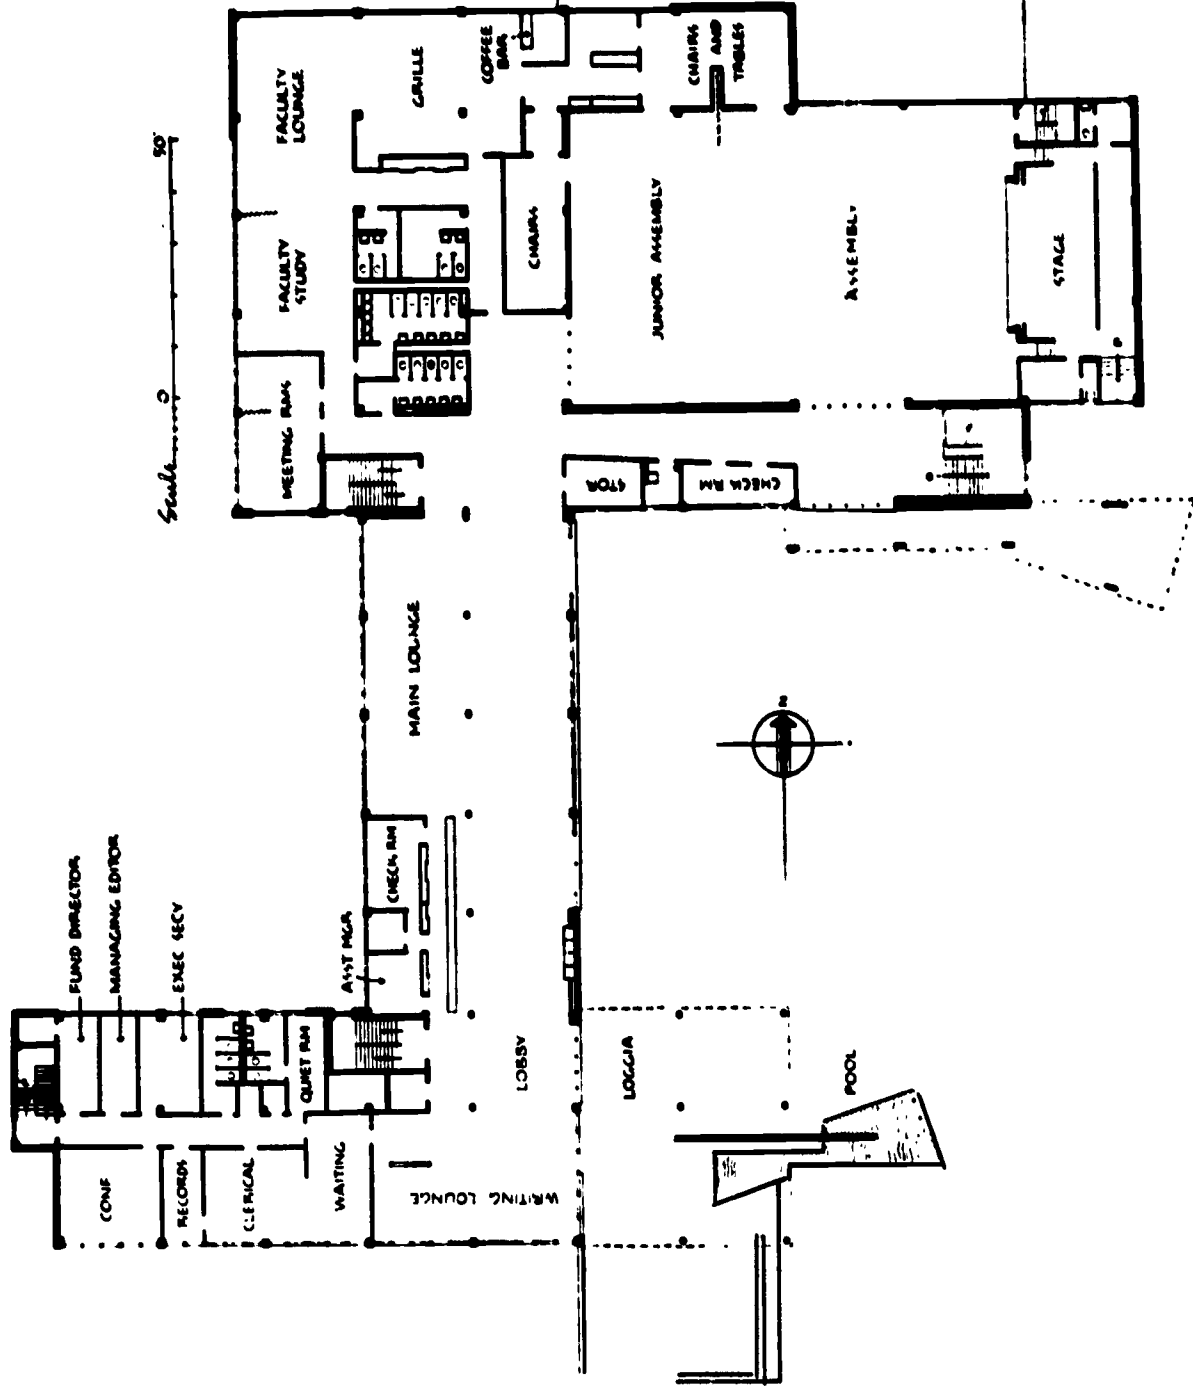 Scale
0
50'
FACULTY
LOUNGE
GRILLE
COFFEE
BAR
CHAIRS
AND
TABLES
FACULTY
STUDY
CHAIRS
JUNIOR ASSEMBLY
ASSEMBLY
STAGE
MEETING RMS
STOR
CHECK RM
MAIN LOUNGE
N
CHECK RM
ASST MGR
FUND DIRECTOR
MANAGING EDITOR
EXEC SECY
QUIET RM
LOBBY
LOGGIA
POOL
CONF
RECORDS
CLERICAL
WAITING
WRITING LOUNGE